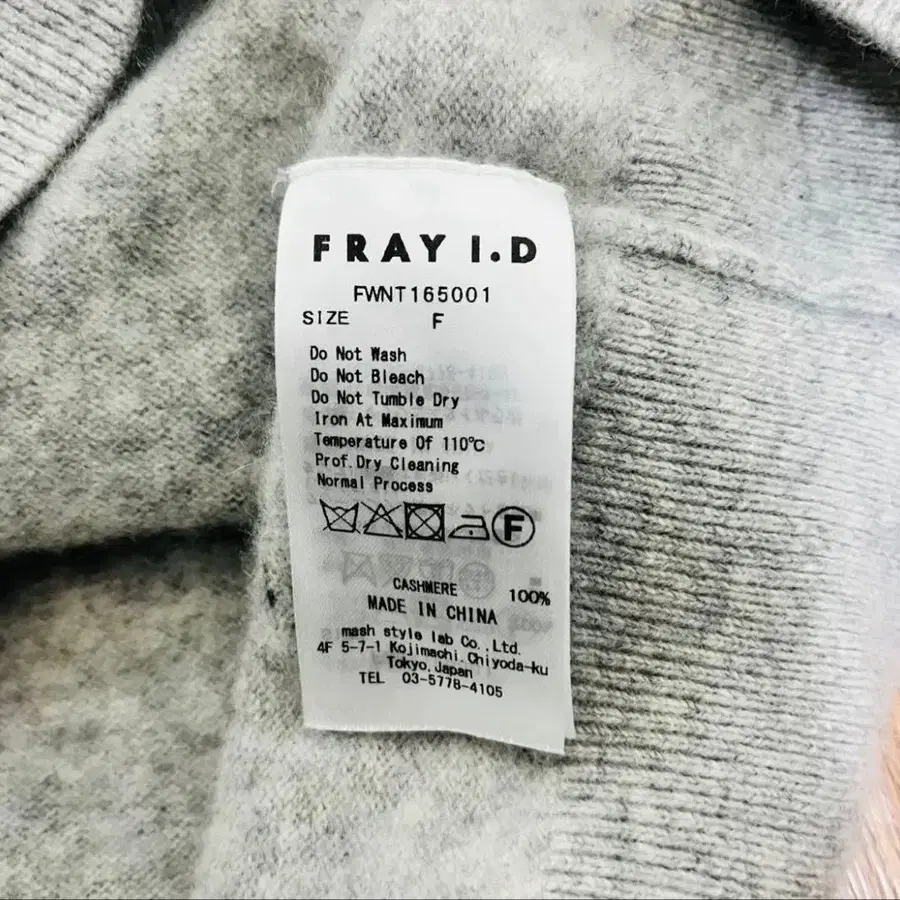 FRAY I.D
FWNT165001
SIZE F
Do Not Wash
Do Not Bleach
Do Not Tumble Dry
Iron At Maximum
Temperature Of 110℃
Prof.Dry Cleaning
Normal Process
F
CASHMERE 100%
MADE IN CHINA
mash style lab Co.,Ltd.
4F 5-7-1 Kojimachi.Chiyoda-ku
Tokyo.Japan
TEL 03-5778-4105